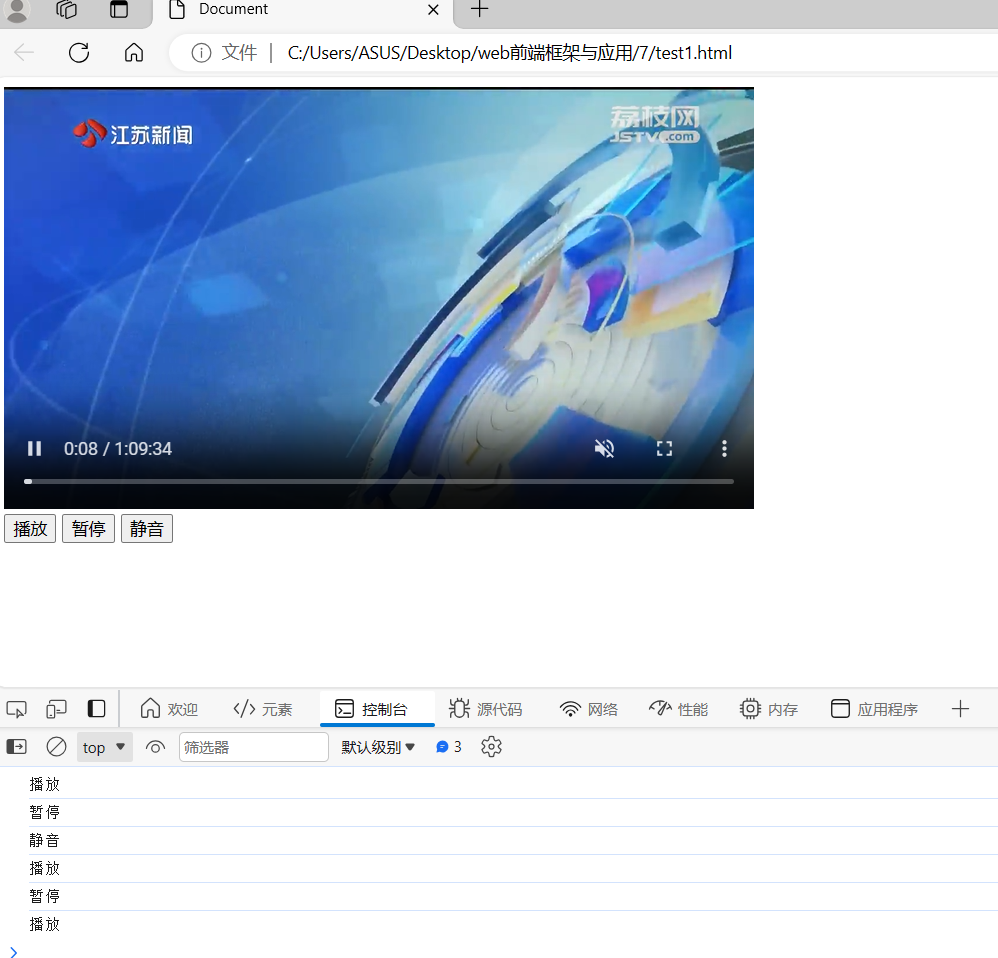 Document
文件 C:/Users/ASUS/Desktop/web前端框架与应用/7/test1.html
江苏新闻
荔枝网
JSTV.com
0:08 / 1:09:34
播放 暂停 静音
欢迎 元素 控制台 源代码 网络 性能 内存 应用程序
top 筛选器 默认级别 3
播放
暂停
静音
播放
暂停
播放